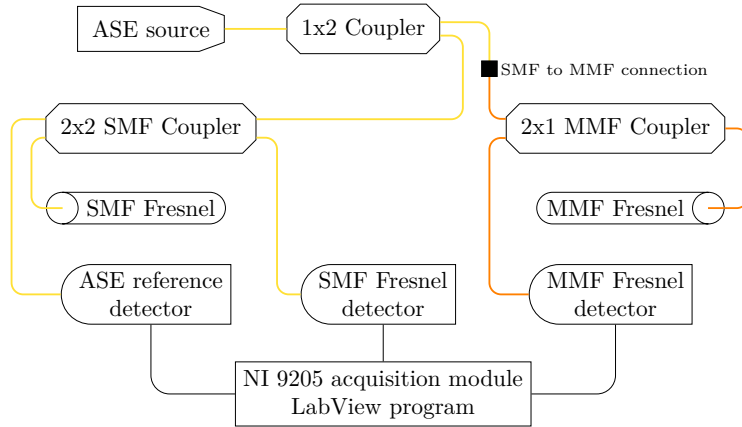 ASE source
1x2 Coupler
SMF to MMF connection
2x2 SMF Coupler
2x1 MMF Coupler
SMF Fresnel
MMF Fresnel
ASE reference
detector
SMF Fresnel
detector
MMF Fresnel
detector
NI 9205 acquisition module
LabView program